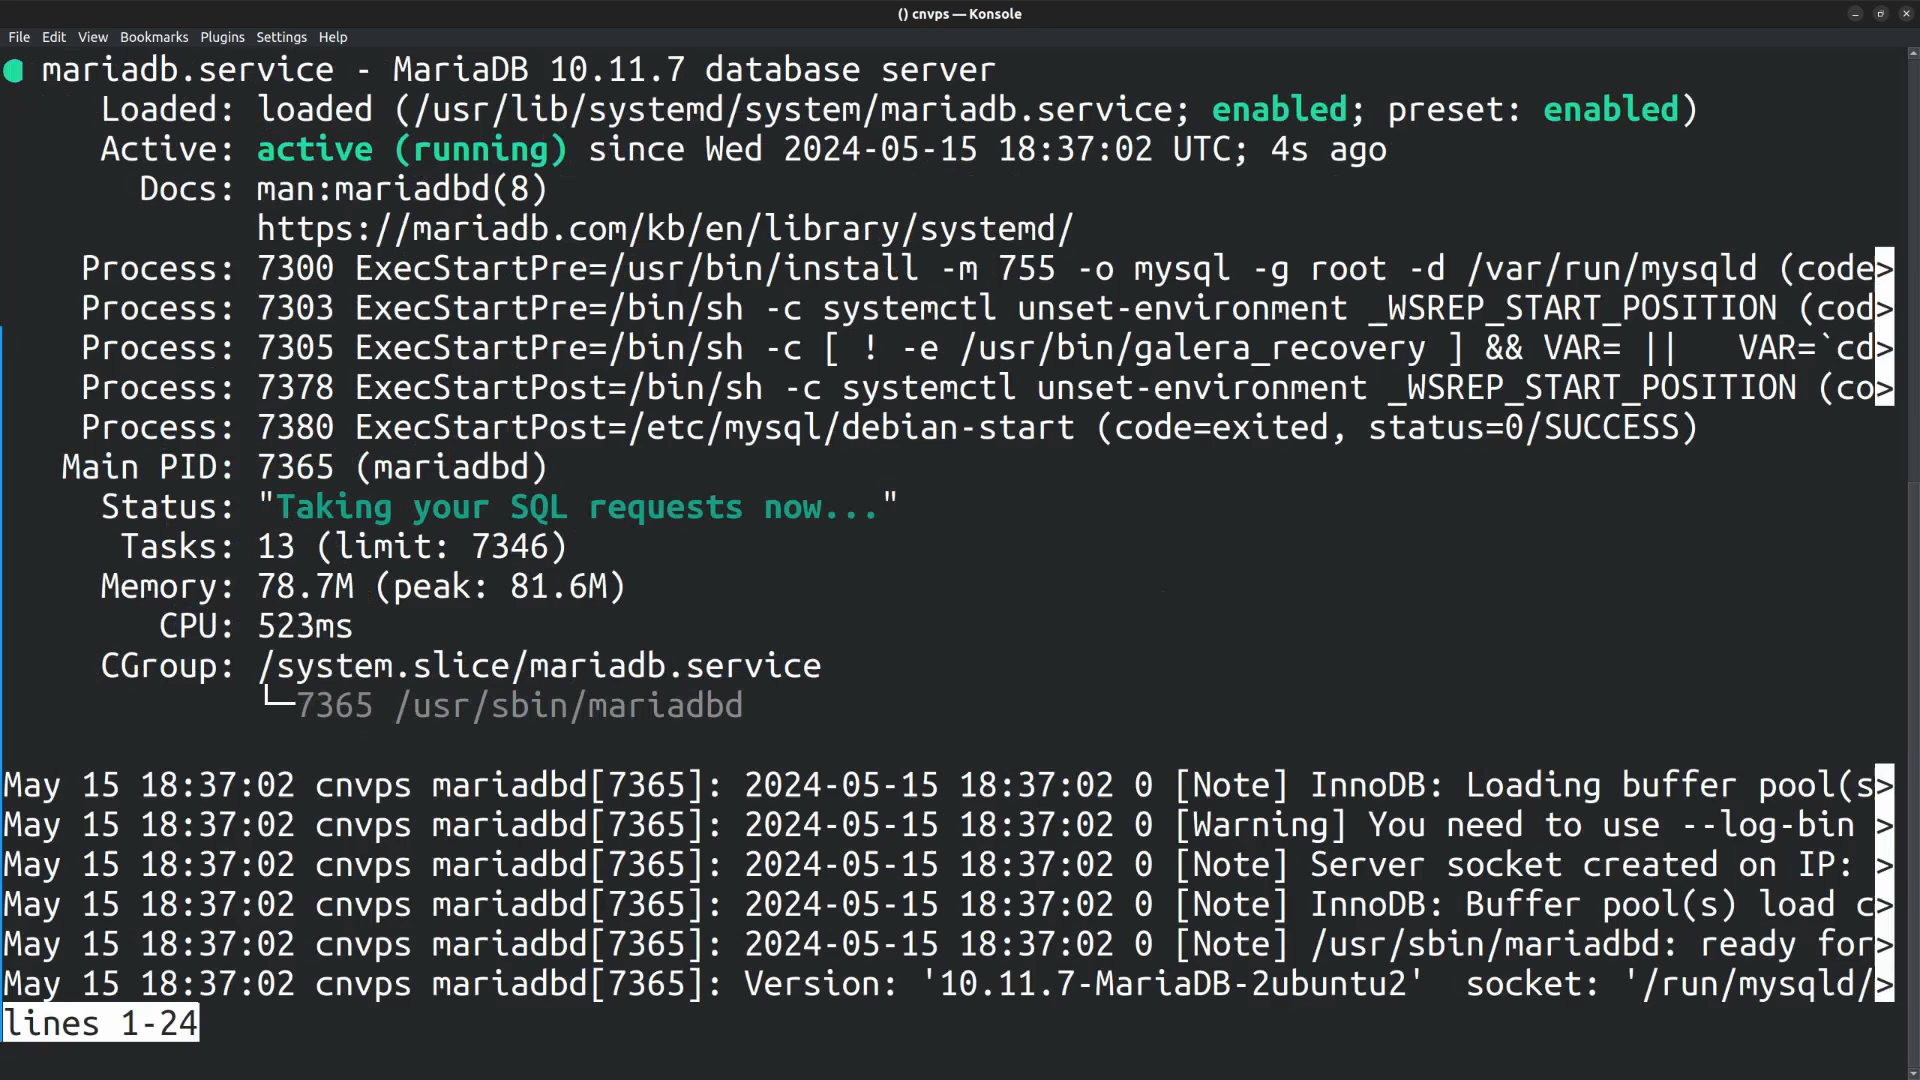 () cnvps — Konsole
File Edit View Bookmarks Plugins Settings Help
● mariadb.service - MariaDB 10.11.7 database server
Loaded: loaded (/usr/lib/systemd/system/mariadb.service; enabled; preset: enabled)
Active: active (running) since Wed 2024-05-15 18:37:02 UTC; 4s ago
Docs: man:mariadbd(8)
https://mariadb.com/kb/en/library/systemd/
Process: 7300 ExecStartPre=/usr/bin/install -m 755 -o mysql -g root -d /var/run/mysqld (code>
Process: 7303 ExecStartPre=/bin/sh -c systemctl unset-environment _WSREP_START_POSITION (cod>
Process: 7305 ExecStartPre=/bin/sh -c [ ! -e /usr/bin/galera_recovery ] && VAR= ||   VAR=`cd>
Process: 7378 ExecStartPost=/bin/sh -c systemctl unset-environment _WSREP_START_POSITION (co>
Process: 7380 ExecStartPost=/etc/mysql/debian-start (code=exited, status=0/SUCCESS)
Main PID: 7365 (mariadbd)
Status: "Taking your SQL requests now..."
Tasks: 13 (limit: 7346)
Memory: 78.7M (peak: 81.6M)
CPU: 523ms
CGroup: /system.slice/mariadb.service
└─7365 /usr/sbin/mariadbd
May 15 18:37:02 cnvps mariadbd[7365]: 2024-05-15 18:37:02 0 [Note] InnoDB: Loading buffer pool(s>
May 15 18:37:02 cnvps mariadbd[7365]: 2024-05-15 18:37:02 0 [Warning] You need to use --log-bin >
May 15 18:37:02 cnvps mariadbd[7365]: 2024-05-15 18:37:02 0 [Note] Server socket created on IP: >
May 15 18:37:02 cnvps mariadbd[7365]: 2024-05-15 18:37:02 0 [Note] InnoDB: Buffer pool(s) load c>
May 15 18:37:02 cnvps mariadbd[7365]: 2024-05-15 18:37:02 0 [Note] /usr/sbin/mariadbd: ready for>
May 15 18:37:02 cnvps mariadbd[7365]: Version: '10.11.7-MariaDB-2ubuntu2'  socket: '/run/mysqld/>
lines 1-24